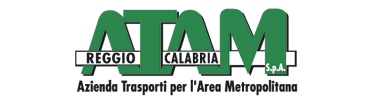 ATAM
REGGIO CALABRIA S.p.A.
Azienda Trasporti per l'Area Metropolitana